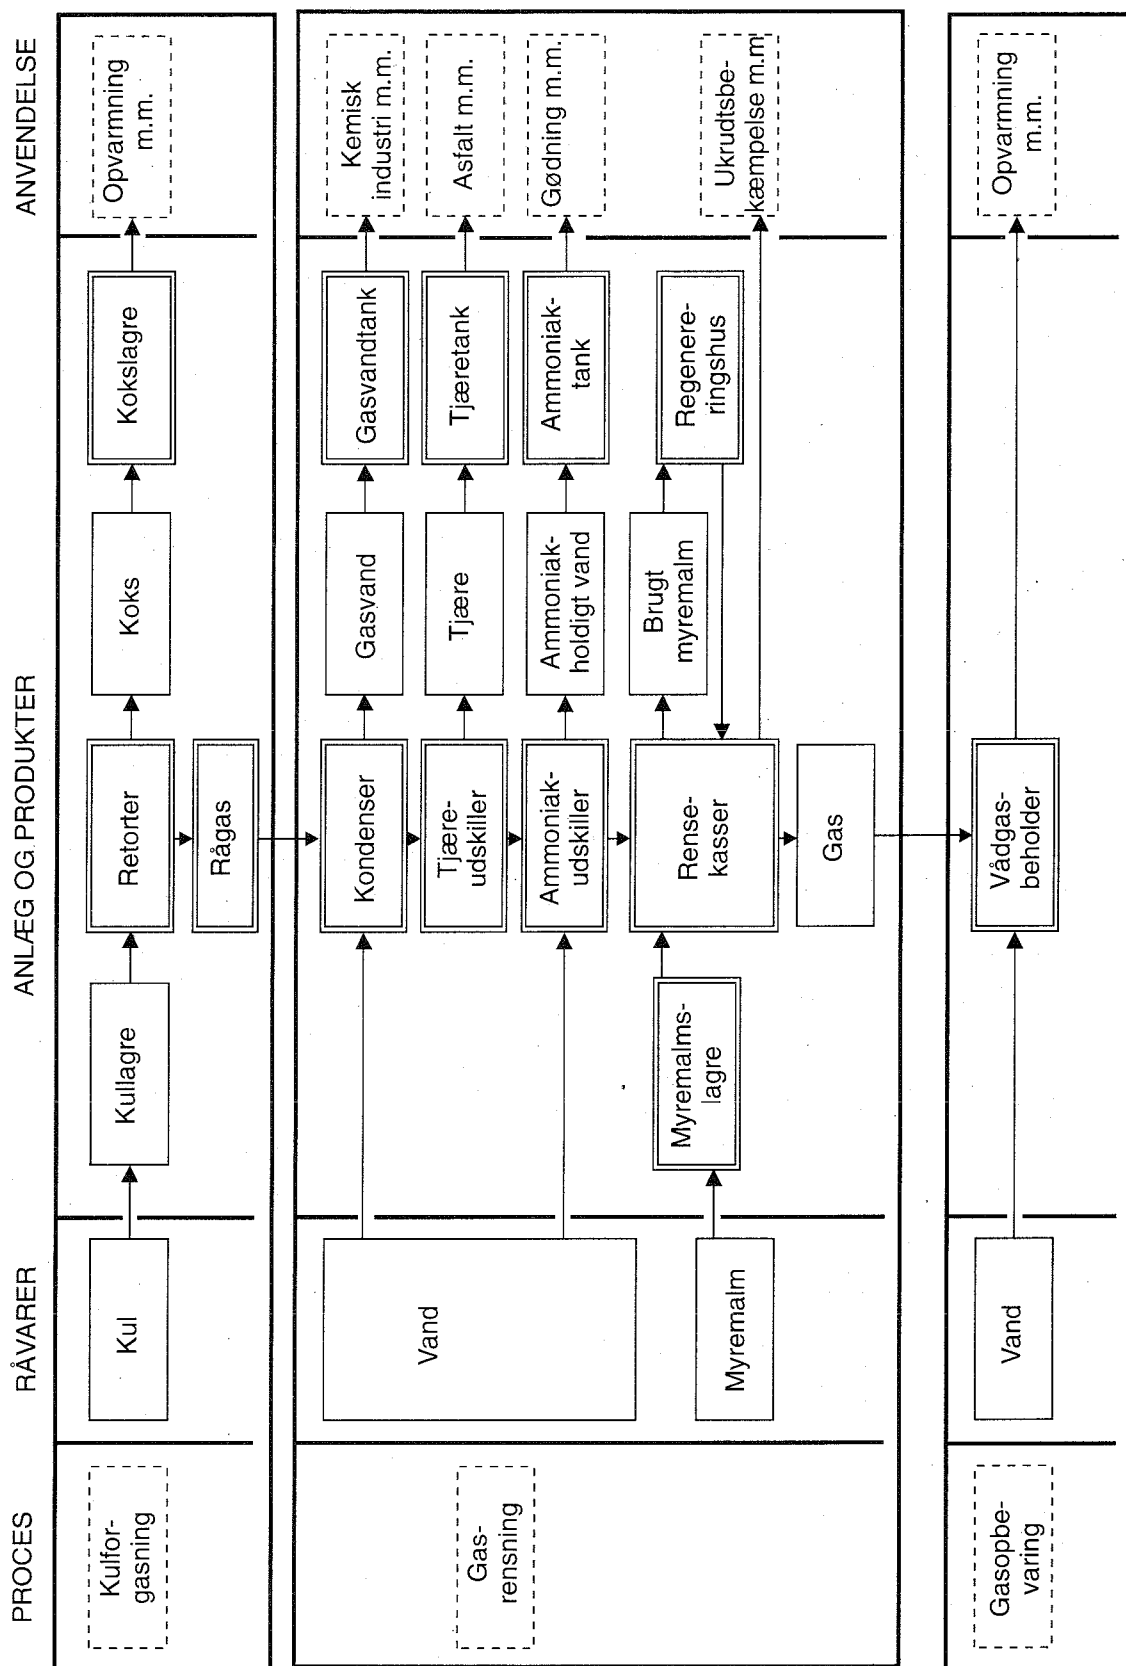 PROCES
RÅVARER
ANLÆG OG PRODUKTER
ANVENDELSE
Kulfor-
gasning
Kul
Kullagre
Retorter
Koks
Kokslagre
Opvarmning
m.m.
Rågas
Gas-
rensning
Vand
Kondenser
Gasvand
Gasvandtank
Kemisk
industri m.m.
Tjære-
udskiller
Tjære
Tjæretank
Asfalt m.m.
Ammoniak-
udskiller
Ammoniak-
holdigt vand
Ammoniak-
tank
Gødning m.m.
Myremalm
Myremalms-
lagre
Rense-
kasser
Brugt
myremalm
Regenere-
ringshus
Ukrudtsbe-
kæmpelse m.m
Gas
Gasopbe-
varing
Vand
Vådgas-
beholder
Opvarmning
m.m.